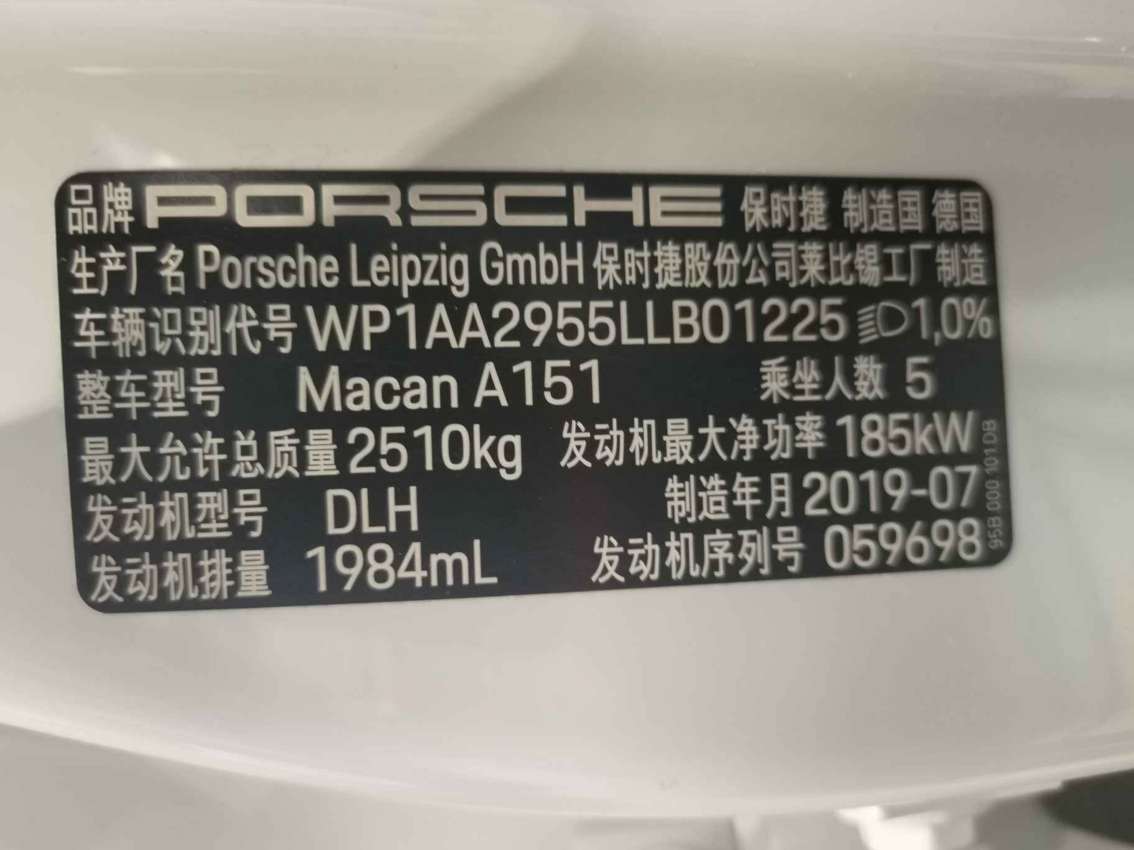 品牌 PORSCHE 保时捷 制造国 德国
生产厂名 Porsche Leipzig GmbH 保时捷股份公司莱比锡工厂制造
车辆识别代号 WP1AA2955LLB01225 1,0%
整车型号 Macan A151 乘坐人数 5
最大允许总质量 2510kg 发动机最大净功率 185kW
发动机型号 DLH 制造年月 2019-07
发动机排量 1984mL 发动机序列号 059698
95B 000 101 DB